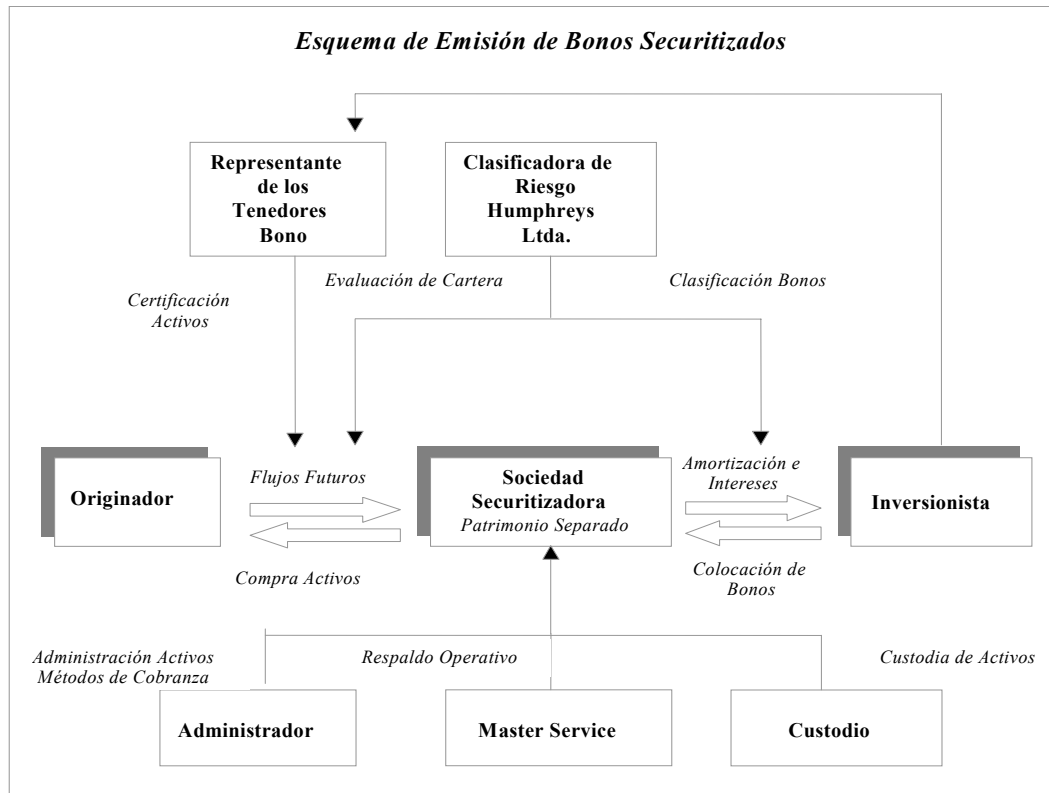 Esquema de Emisión de Bonos Securitizados
Representante
de los
Tenedores
Bono
Clasificadora de
Riesgo
Humphreys
Ltda.
Certificación
Activos
Evaluación de Cartera
Clasificación Bonos
Originador
Flujos Futuros
Compra Activos
Sociedad
Securitizadora
Patrimonio Separado
Amortización e
Intereses
Colocación de
Bonos
Inversionista
Administración Activos
Métodos de Cobranza
Respaldo Operativo
Custodia de Activos
Administrador
Master Service
Custodio